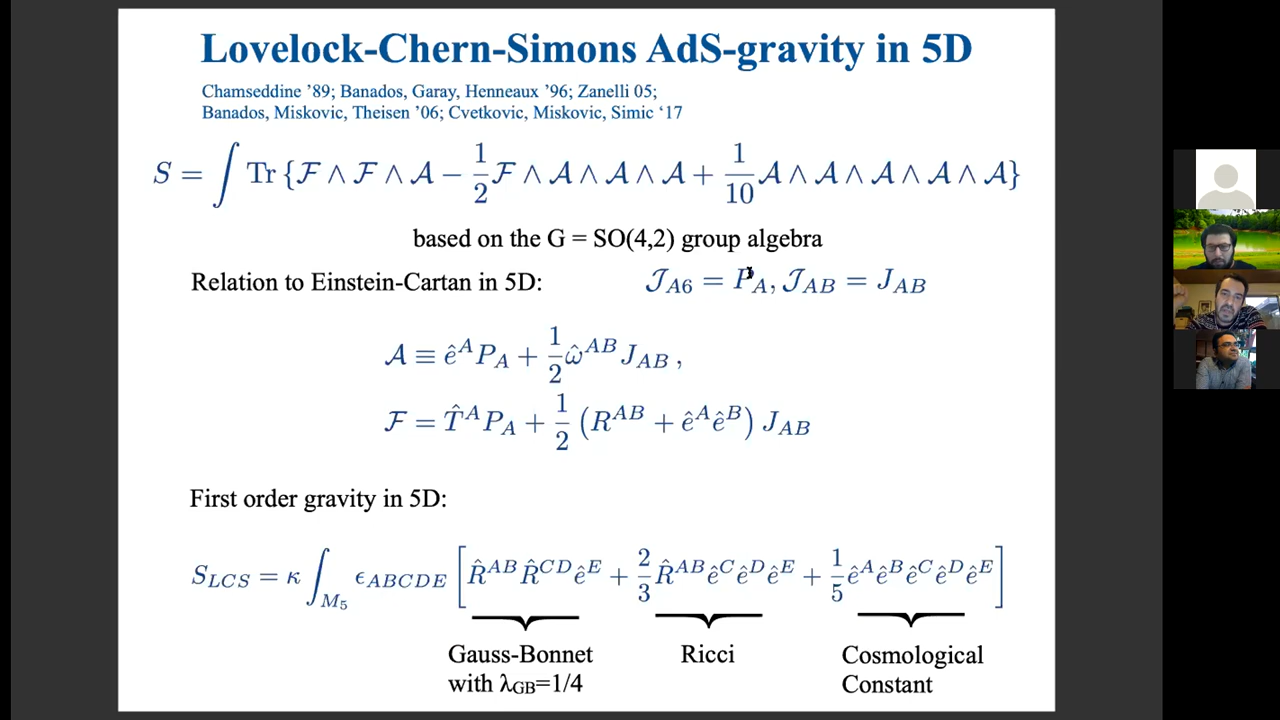 Lovelock-Chern-Simons AdS-gravity in 5D
Chamseddine '89; Banados, Garay, Henneaux '96; Zanelli 05;
Banados, Miskovic, Theisen '06; Cvetkovic, Miskovic, Simic '17
S = ∫ Tr {ℱ ∧ ℱ ∧ 𝒜 − 1/2 ℱ ∧ 𝒜 ∧ 𝒜 ∧ 𝒜 + 1/10 𝒜 ∧ 𝒜 ∧ 𝒜 ∧ 𝒜 ∧ 𝒜}
based on the G = SO(4,2) group algebra
Relation to Einstein-Cartan in 5D: 𝒥_{A6} = P_A, 𝒥_{AB} = J_{AB}
𝒜 ≡ ê^A P_A + 1/2 ω̂^{AB} J_{AB} ,
ℱ = T̂^A P_A + 1/2 (R^{AB} + ê^A ê^B) J_{AB}
First order gravity in 5D:
S_{LCS} = κ ∫_{M_5} ϵ_{ABCDE} [R̂^{AB} R̂^{CD} ê^E + 2/3 R̂^{AB} ê^C ê^D ê^E + 1/5 ê^A ê^B ê^C ê^D ê^E]
Gauss-Bonnet
with λ_{GB}=1/4
Ricci
Cosmological
Constant